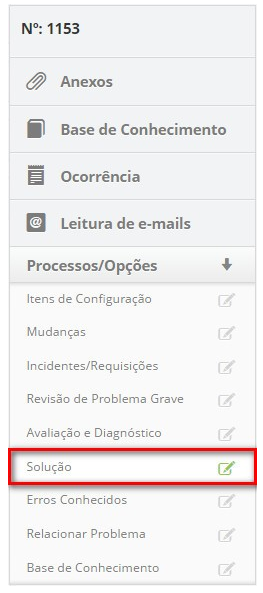 Nº: 1153
Anexos
Base de Conhecimento
Ocorrência
Leitura de e-mails
Processos/Opções
Itens de Configuração
Mudanças
Incidentes/Requisições
Revisão de Problema Grave
Avaliação e Diagnóstico
Solução
Erros Conhecidos
Relacionar Problema
Base de Conhecimento